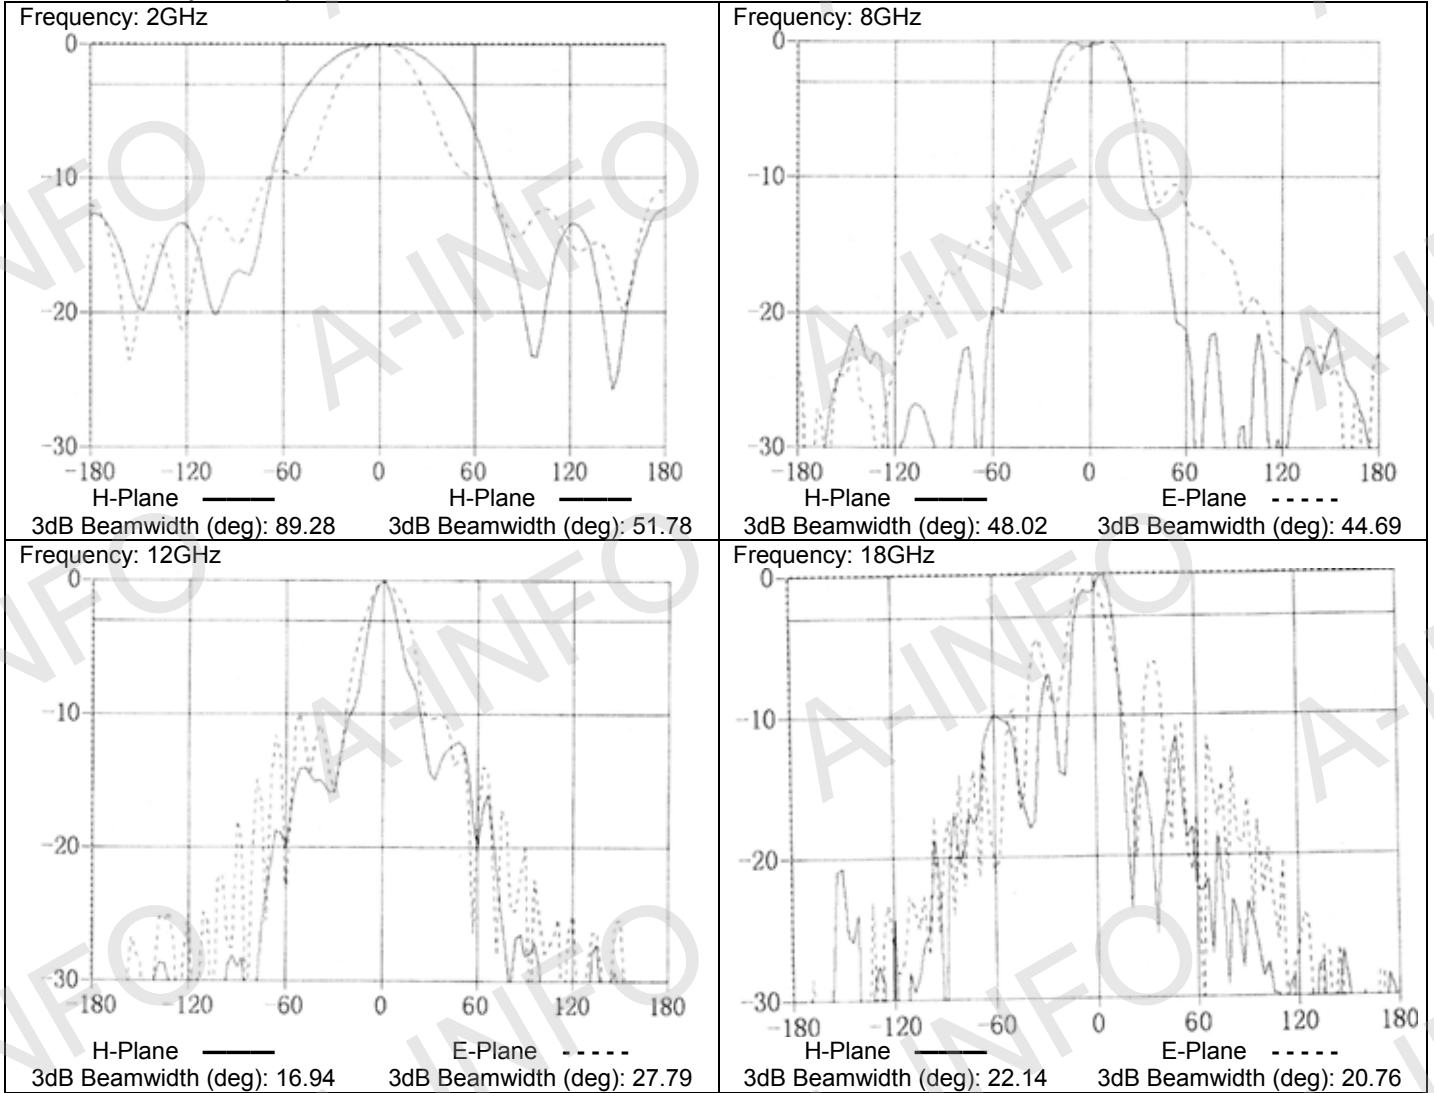 Frequency: 2GHz
0
-10
-20
-30
-180 -120 -60 0 60 120 180
H-Plane H-Plane
3dB Beamwidth (deg): 89.28 3dB Beamwidth (deg): 51.78
Frequency: 8GHz
0
-10
-20
-30
-180 -120 -60 0 60 120 180
H-Plane E-Plane
3dB Beamwidth (deg): 48.02 3dB Beamwidth (deg): 44.69
Frequency: 12GHz
0
-10
-20
-30
-180 -120 -60 0 60 120 180
H-Plane E-Plane
3dB Beamwidth (deg): 16.94 3dB Beamwidth (deg): 27.79
Frequency: 18GHz
0
-10
-20
-30
-180 -120 -60 0 60 120 180
H-Plane E-Plane
3dB Beamwidth (deg): 22.14 3dB Beamwidth (deg): 20.76
A-INFO
A-INFO
A-INFO
A-INFO
A-INFO
A-INFO